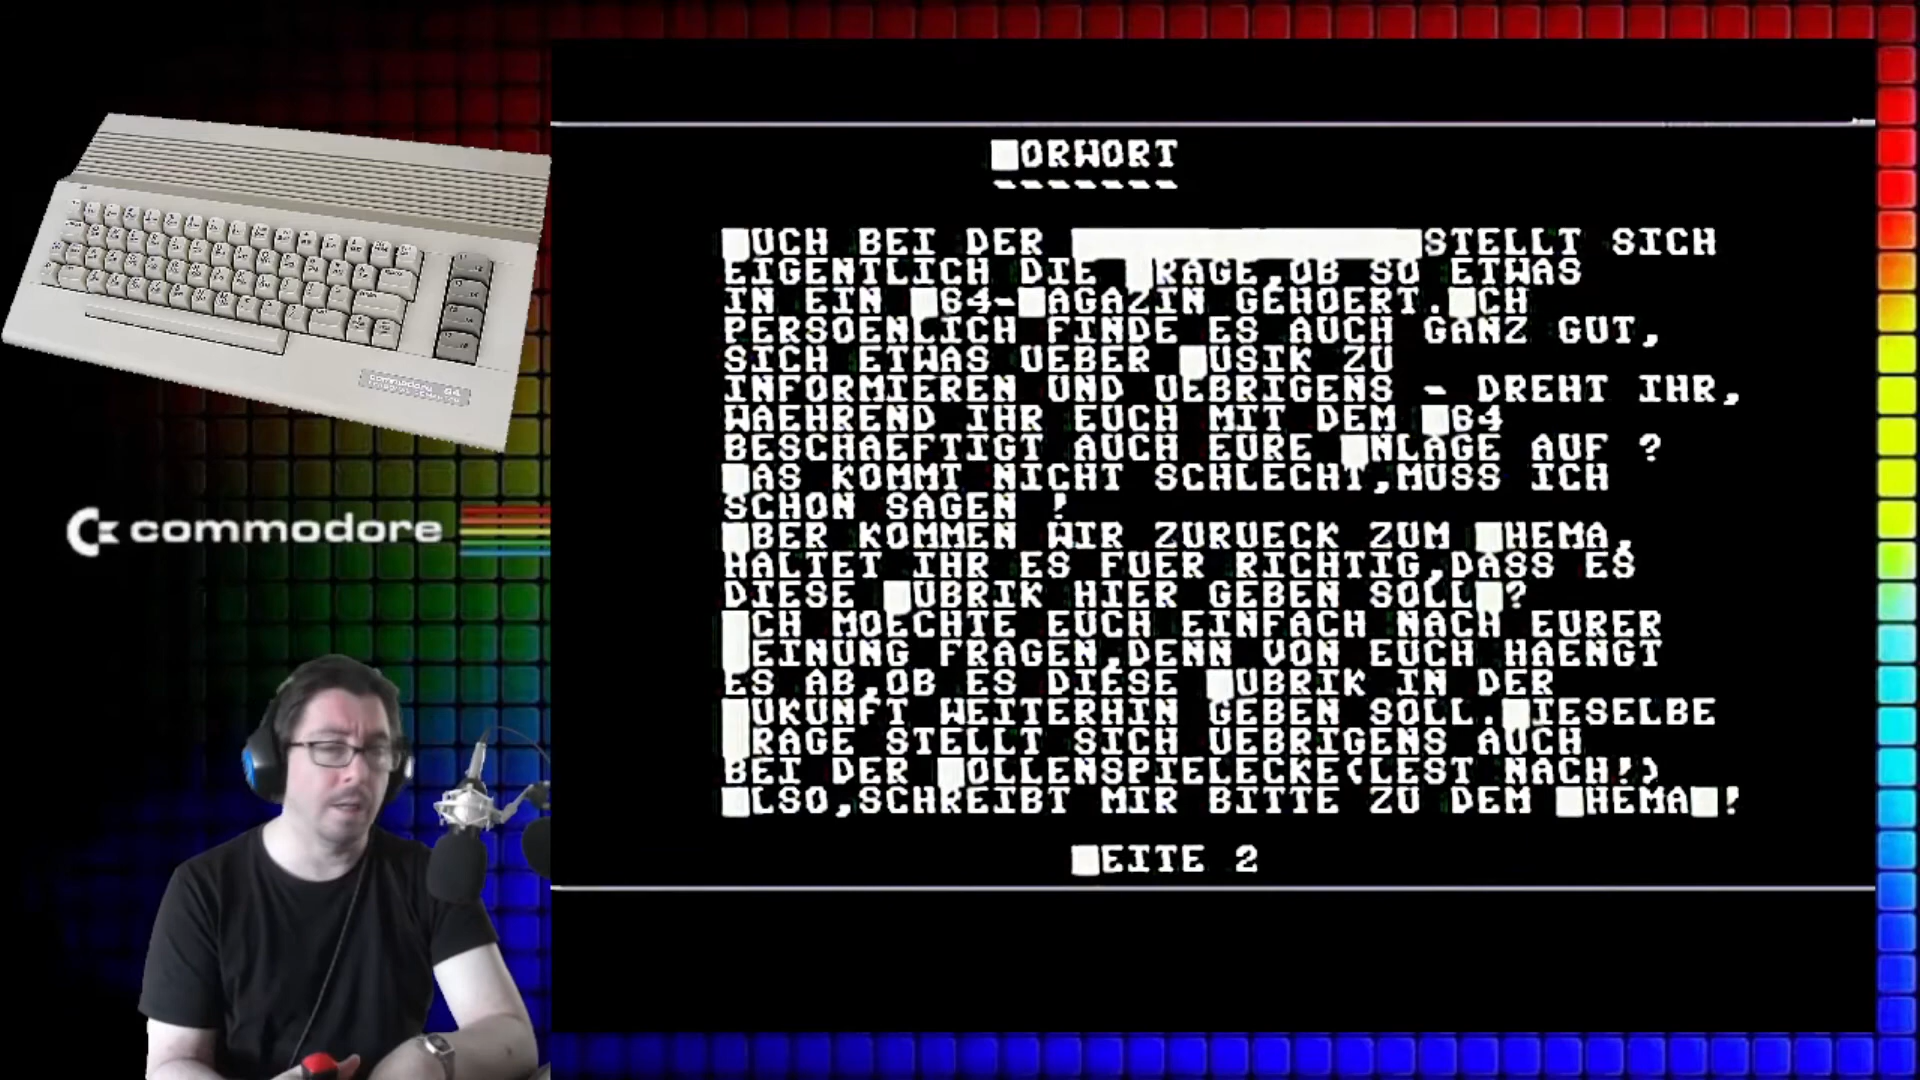 ■ORWORT
-------
■UCH BEI DER ■■■■■■■■■■■■■STELLT SICH
EIGENTLICH DIE ■RAGE,OB SO ETWAS
IN EIN ■64-■AGAZIN GEHOERT.■CH
PERSOENLICH FINDE ES AUCH GANZ GUT,
SICH ETWAS UEBER ■USIK ZU
INFORMIEREN UND UEBRIGENS - DREHT IHR,
WAEHREND IHR EUCH MIT DEM ■64
BESCHAEFTIGT AUCH EURE ■NLAGE AUF ?
■AS KOMMT NICHT SCHLECHT,MUSS ICH
SCHON SAGEN !
■BER KOMMEN WIR ZURUECK ZUM ■HEMA,
HALTET IHR ES FUER RICHTIG,DASS ES
DIESE ■UBRIK HIER GEBEN SOLL■?
■CH MOECHTE EUCH EINFACH NACH EURER
■EINUNG FRAGEN,DENN VON EUCH HAENGT
ES AB,OB ES DIESE ■UBRIK IN DER
■UKUNFT WEITERHIN GEBEN SOLL.■IESELBE
■RAGE STELLT SICH UEBRIGENS AUCH
BEI DER ■OLLENSPIELECKE(LEST NACH!)
■LSO,SCHREIBT MIR BITTE ZU DEM ■HEMA■!
■EITE 2
commodore 64
commodore